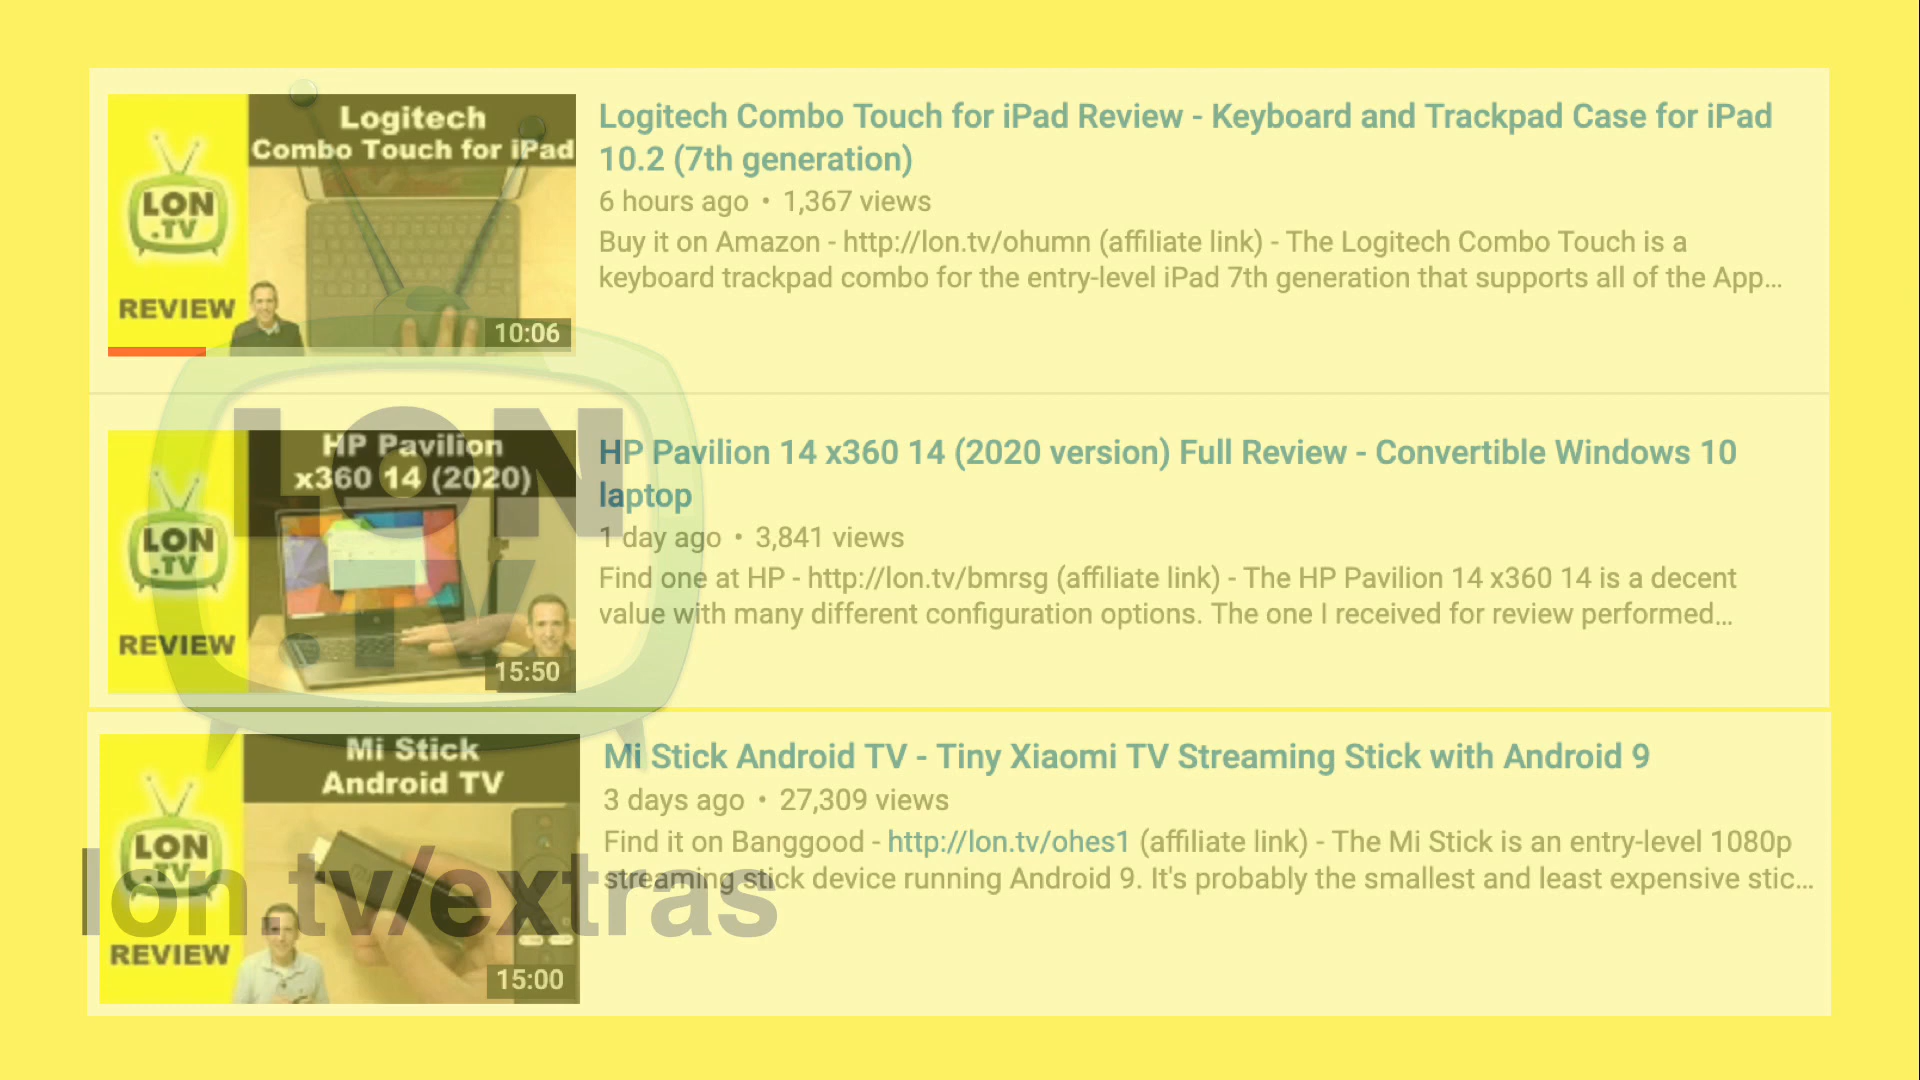 Logitech
Combo Touch for iPad
LON
.TV
REVIEW
10:06
Logitech Combo Touch for iPad Review - Keyboard and Trackpad Case for iPad
10.2 (7th generation)
6 hours ago • 1,367 views
Buy it on Amazon - http://lon.tv/ohumn (affiliate link) - The Logitech Combo Touch is a
keyboard trackpad combo for the entry-level iPad 7th generation that supports all of the App...
LON
.TV
HP Pavilion
x360 14 (2020)
LON
.TV
REVIEW
15:50
HP Pavilion 14 x360 14 (2020 version) Full Review - Convertible Windows 10
laptop
1 day ago • 3,841 views
Find one at HP - http://lon.tv/bmrsg (affiliate link) - The HP Pavilion 14 x360 14 is a decent
value with many different configuration options. The one I received for review performed...
Mi Stick
Android TV
LON
.TV
REVIEW
15:00
Mi Stick Android TV - Tiny Xiaomi TV Streaming Stick with Android 9
3 days ago • 27,309 views
Find it on Banggood - http://lon.tv/ohes1 (affiliate link) - The Mi Stick is an entry-level 1080p
streaming stick device running Android 9. It's probably the smallest and least expensive stic...
lon.tv/extras